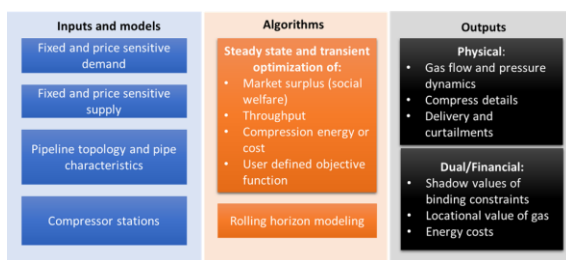 Inputs and models
Fixed and price sensitive
demand
Fixed and price sensitive
supply
Pipeline topology and pipe
characteristics
Compressor stations
Algorithms
Steady state and transient
optimization of:
• Market surplus (social
welfare)
• Throughput
• Compression energy or
cost
• User defined objective
function
Rolling horizon modeling
Outputs
Physical:
• Gas flow and pressure
dynamics
• Compress details
• Delivery and
curtailments
Dual/Financial:
• Shadow values of
binding constraints
• Locational value of gas
• Energy costs